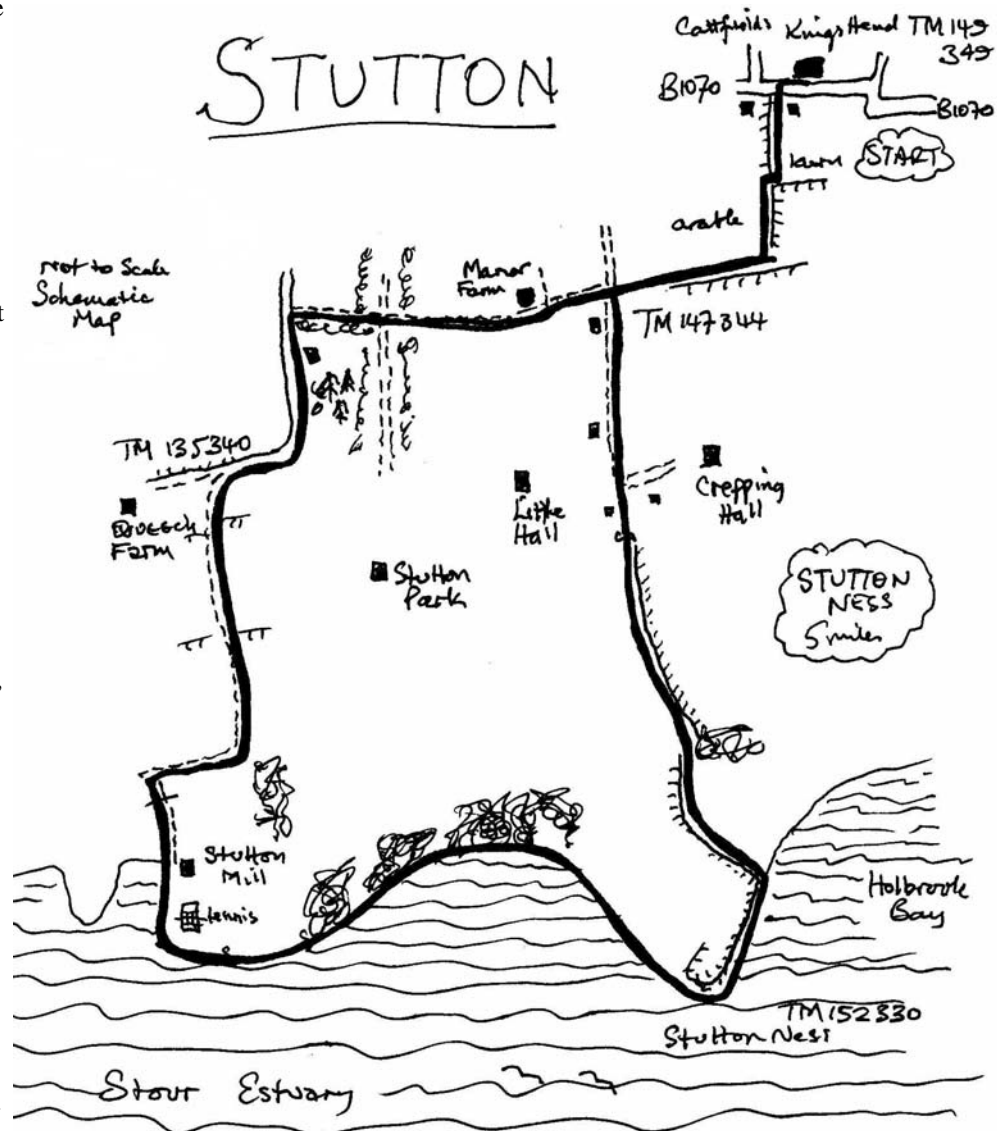 STUTTON
Kings Head TM 149
349
B1070
B1070
START
arable
Not to Scale
Schematic
Map
Manor
Farm
TM 147344
TM 135340
Farm
Little
Hall
Crepping
Hall
Stutton
Park
STUTTON
NESS
5 miles
Stutton
Mill
tennis
Holbrook
Bay
TM 152330
Stutton Ness
Stour Estuary